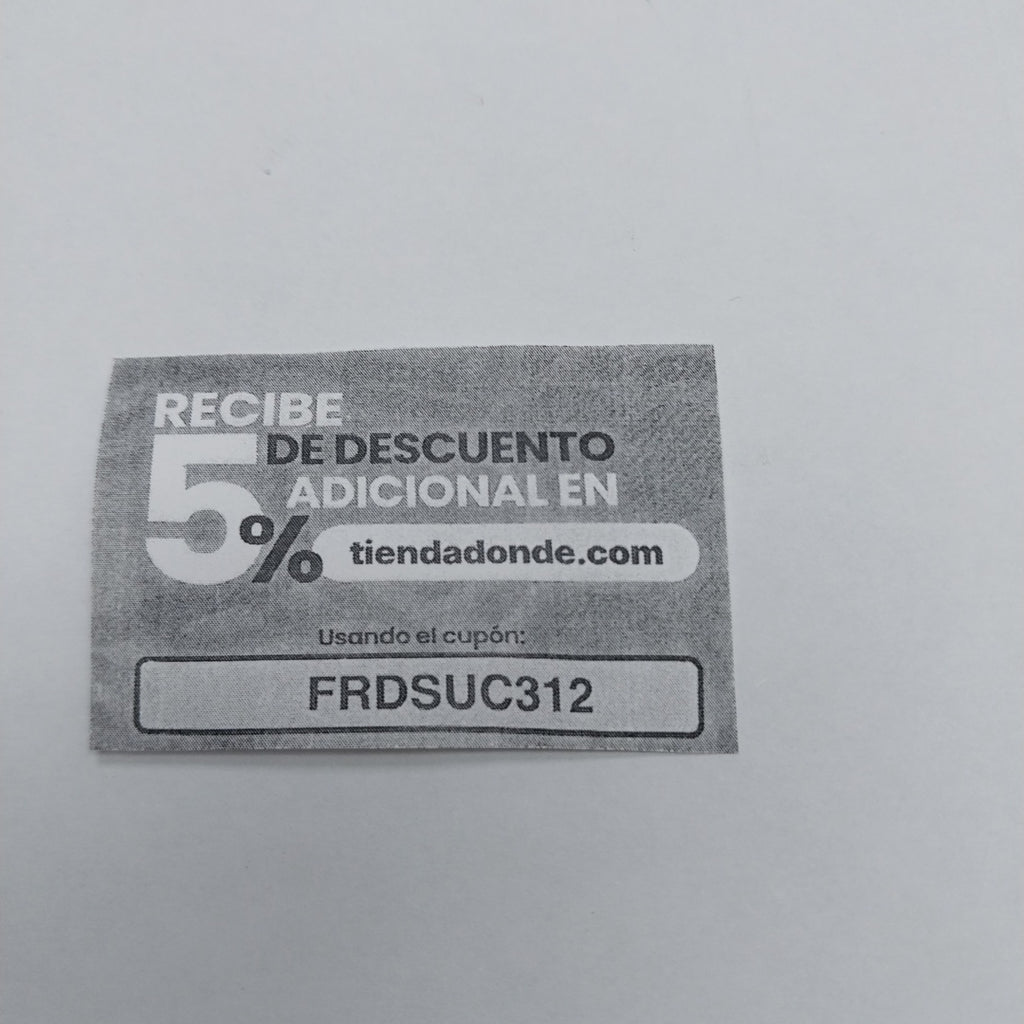 RECIBE
5% DE DESCUENTO
ADICIONAL EN
tiendadonde.com
Usando el cupón:
FRDSUC312